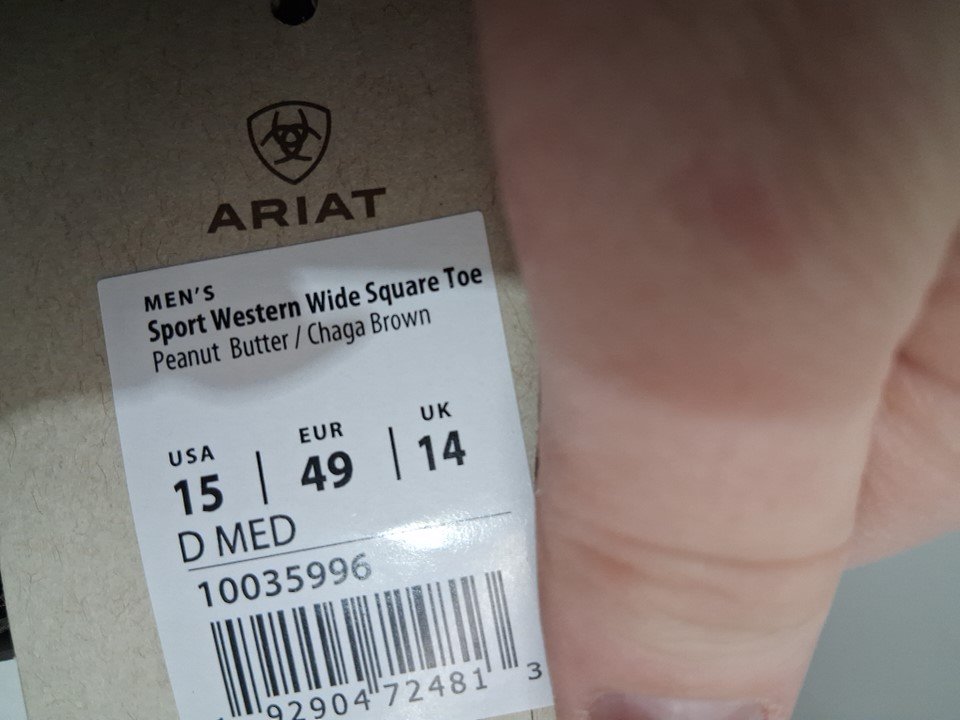 ARIAT
MEN'S
Sport Western Wide Square Toe
Peanut Butter / Chaga Brown
USA | EUR | UK
15 | 49 | 14
D MED
10035996
92904 72481 3